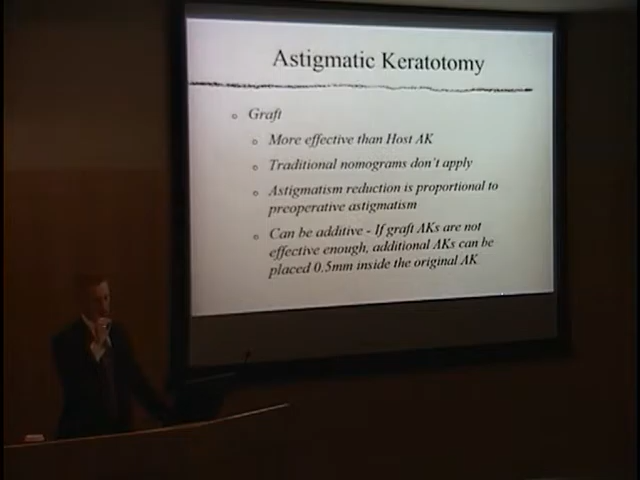 Astigmatic Keratotomy
Graft
More effective than Host AK
Traditional nomograms don't apply
Astigmatism reduction is proportional to
preoperative astigmatism
Can be additive - If graft AKs are not
effective enough, additional AKs can be
placed 0.5mm inside the original AK